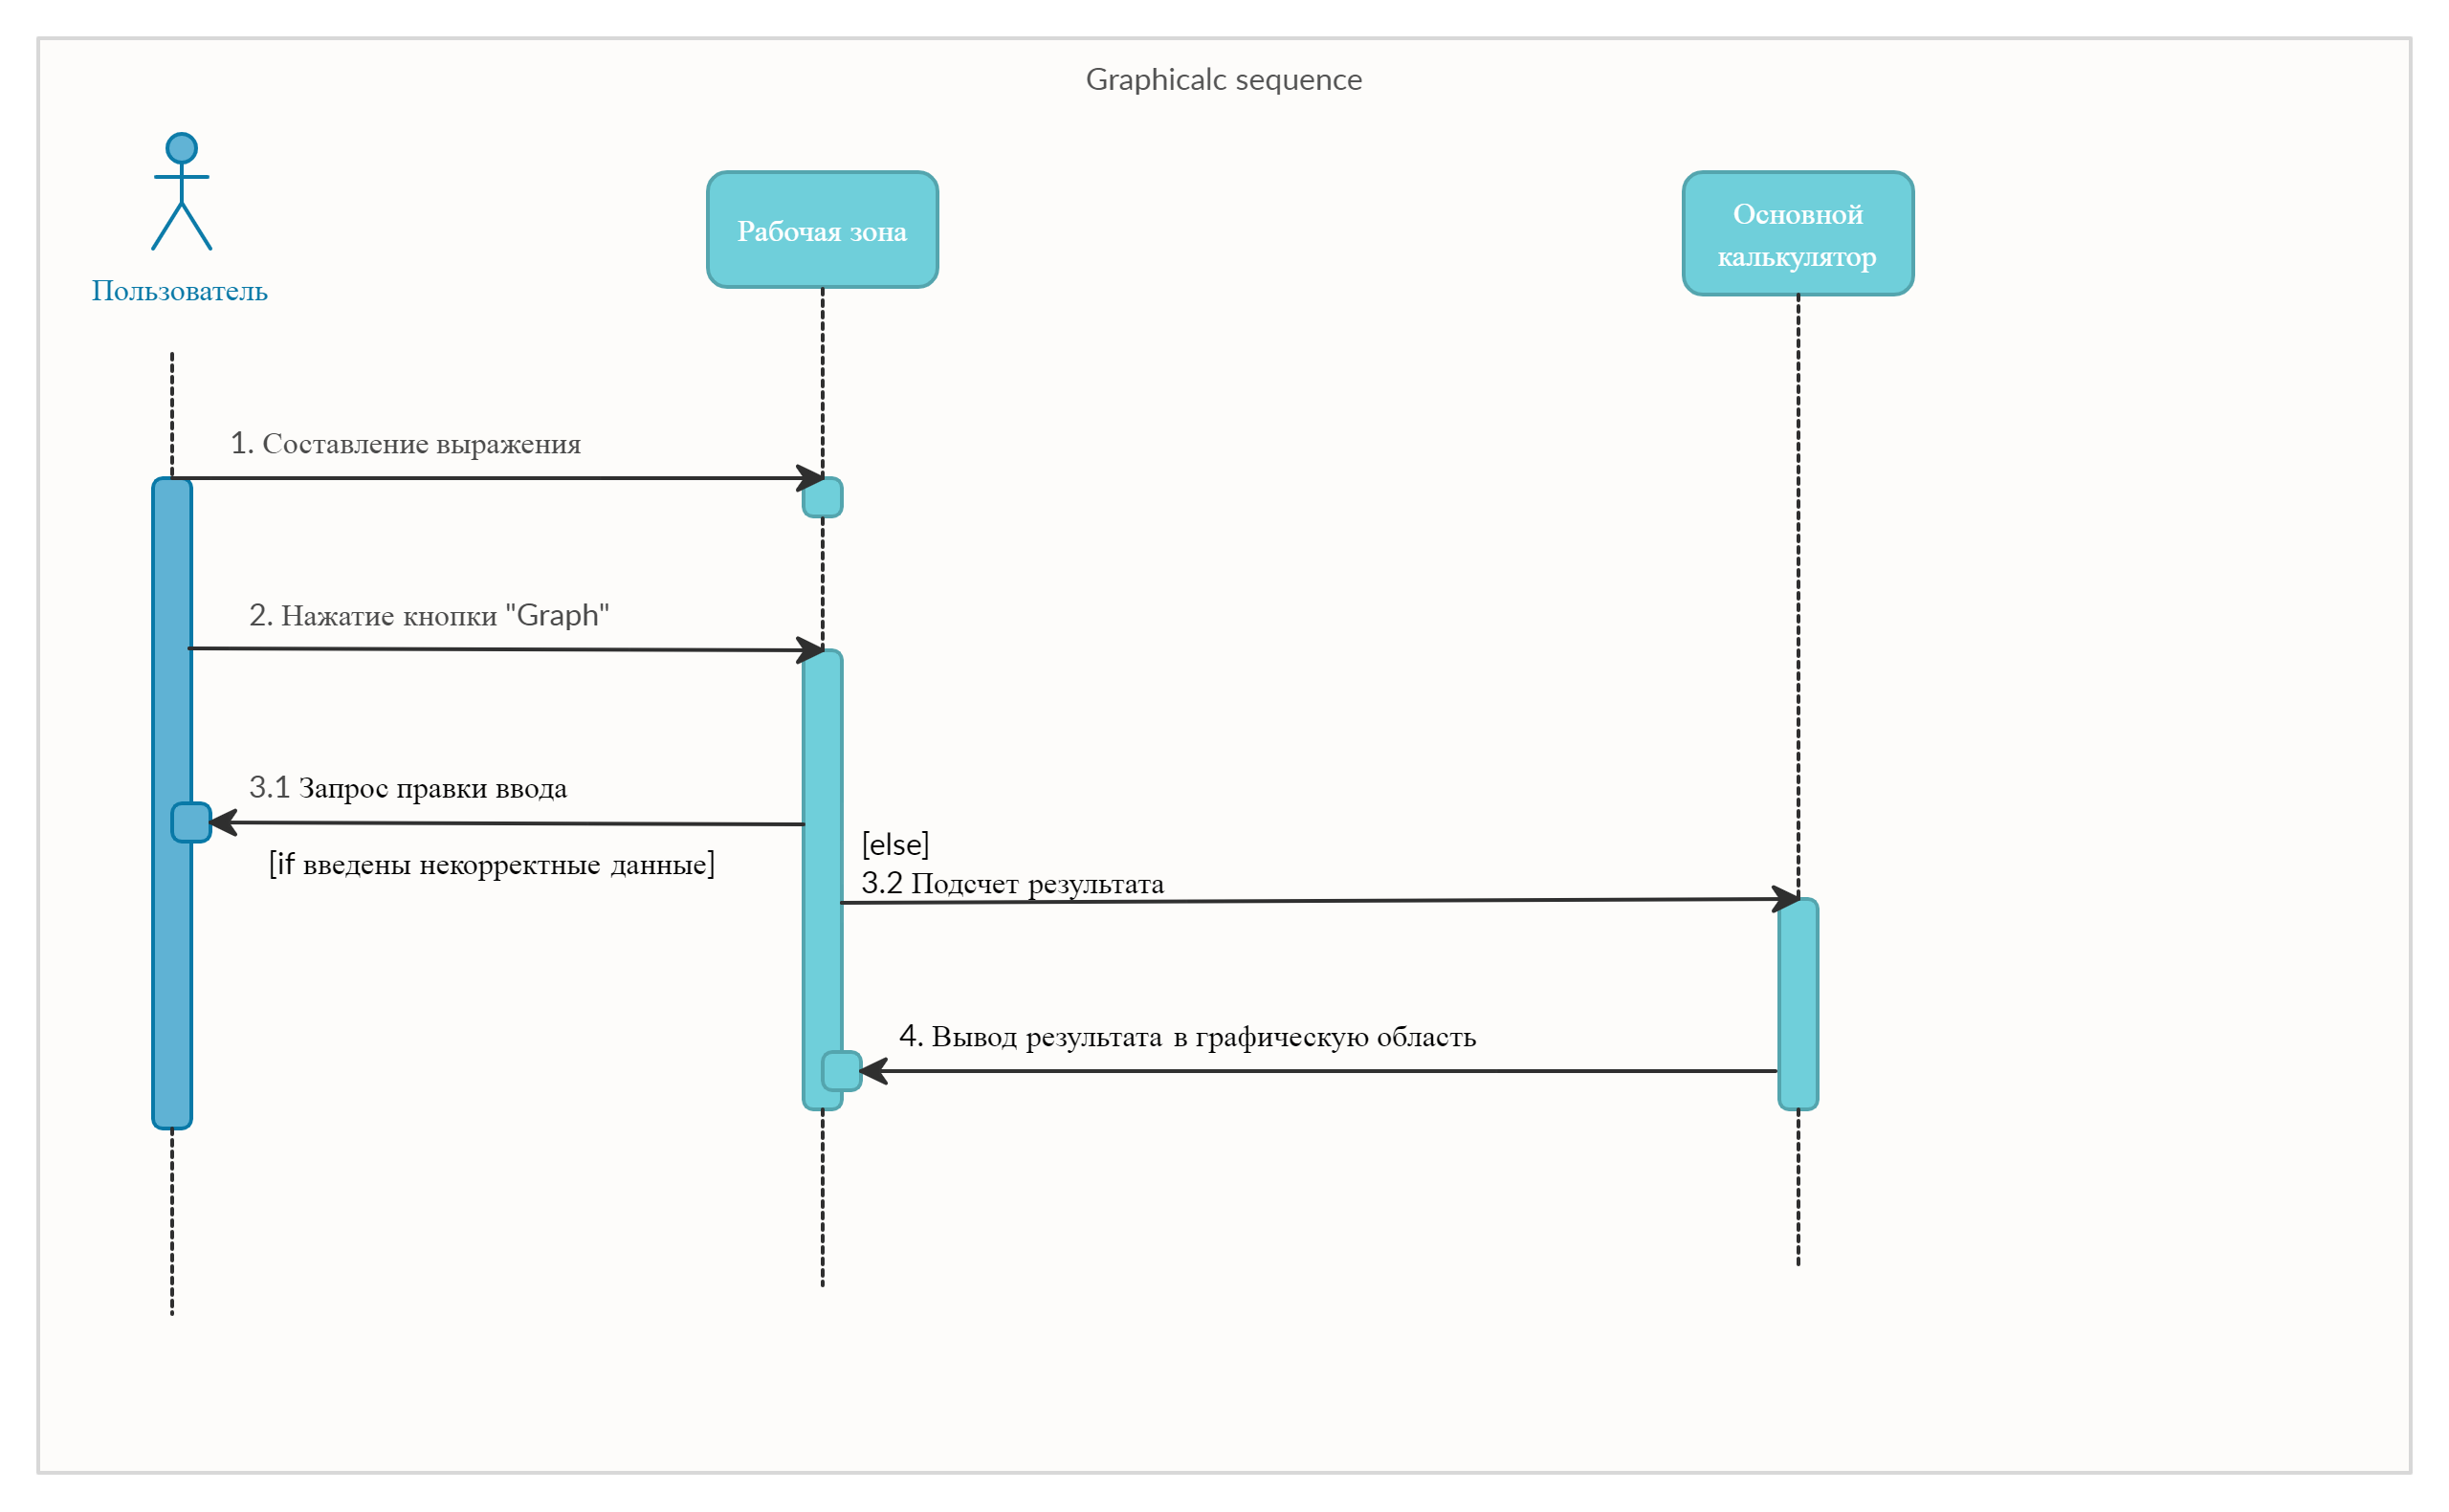 Graphicalc sequence
Пользователь
Рабочая зона
Основной
калькулятор
1. Составление выражения
2. Нажатие кнопки "Graph"
3.1 Запрос правки ввода
[if введены некорректные данные]
[else]
3.2 Подсчет результата
4. Вывод результата в графическую область